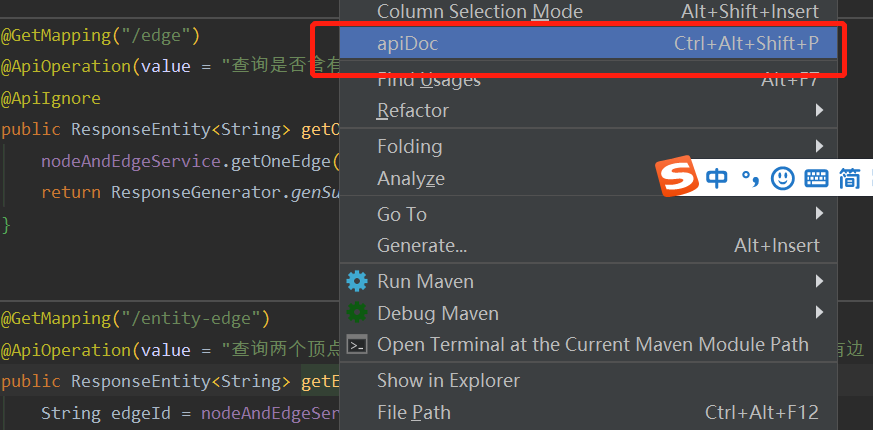 Column Selection Mode Alt+Shift+Insert
@GetMapping("/edge")
apiDoc Ctrl+Alt+Shift+P
@ApiOperation(value = "查询是否含有
Find Usages Alt+F7
@ApiIgnore
Refactor
public ResponseEntity<String> getO
Folding
nodeAndEdgeService.getOneEdge(
Analyze
S 中 °, 简
return ResponseGenerator.genSu
Go To
}
Generate... Alt+Insert
Run Maven
@GetMapping("/entity-edge")
Debug Maven
@ApiOperation(value = "查询两个顶点
Open Terminal at the Current Maven Module Path
有边
public ResponseEntity<String> getE
Show in Explorer
String edgeId = nodeAndEdgeSer
File Path Ctrl+Alt+F12